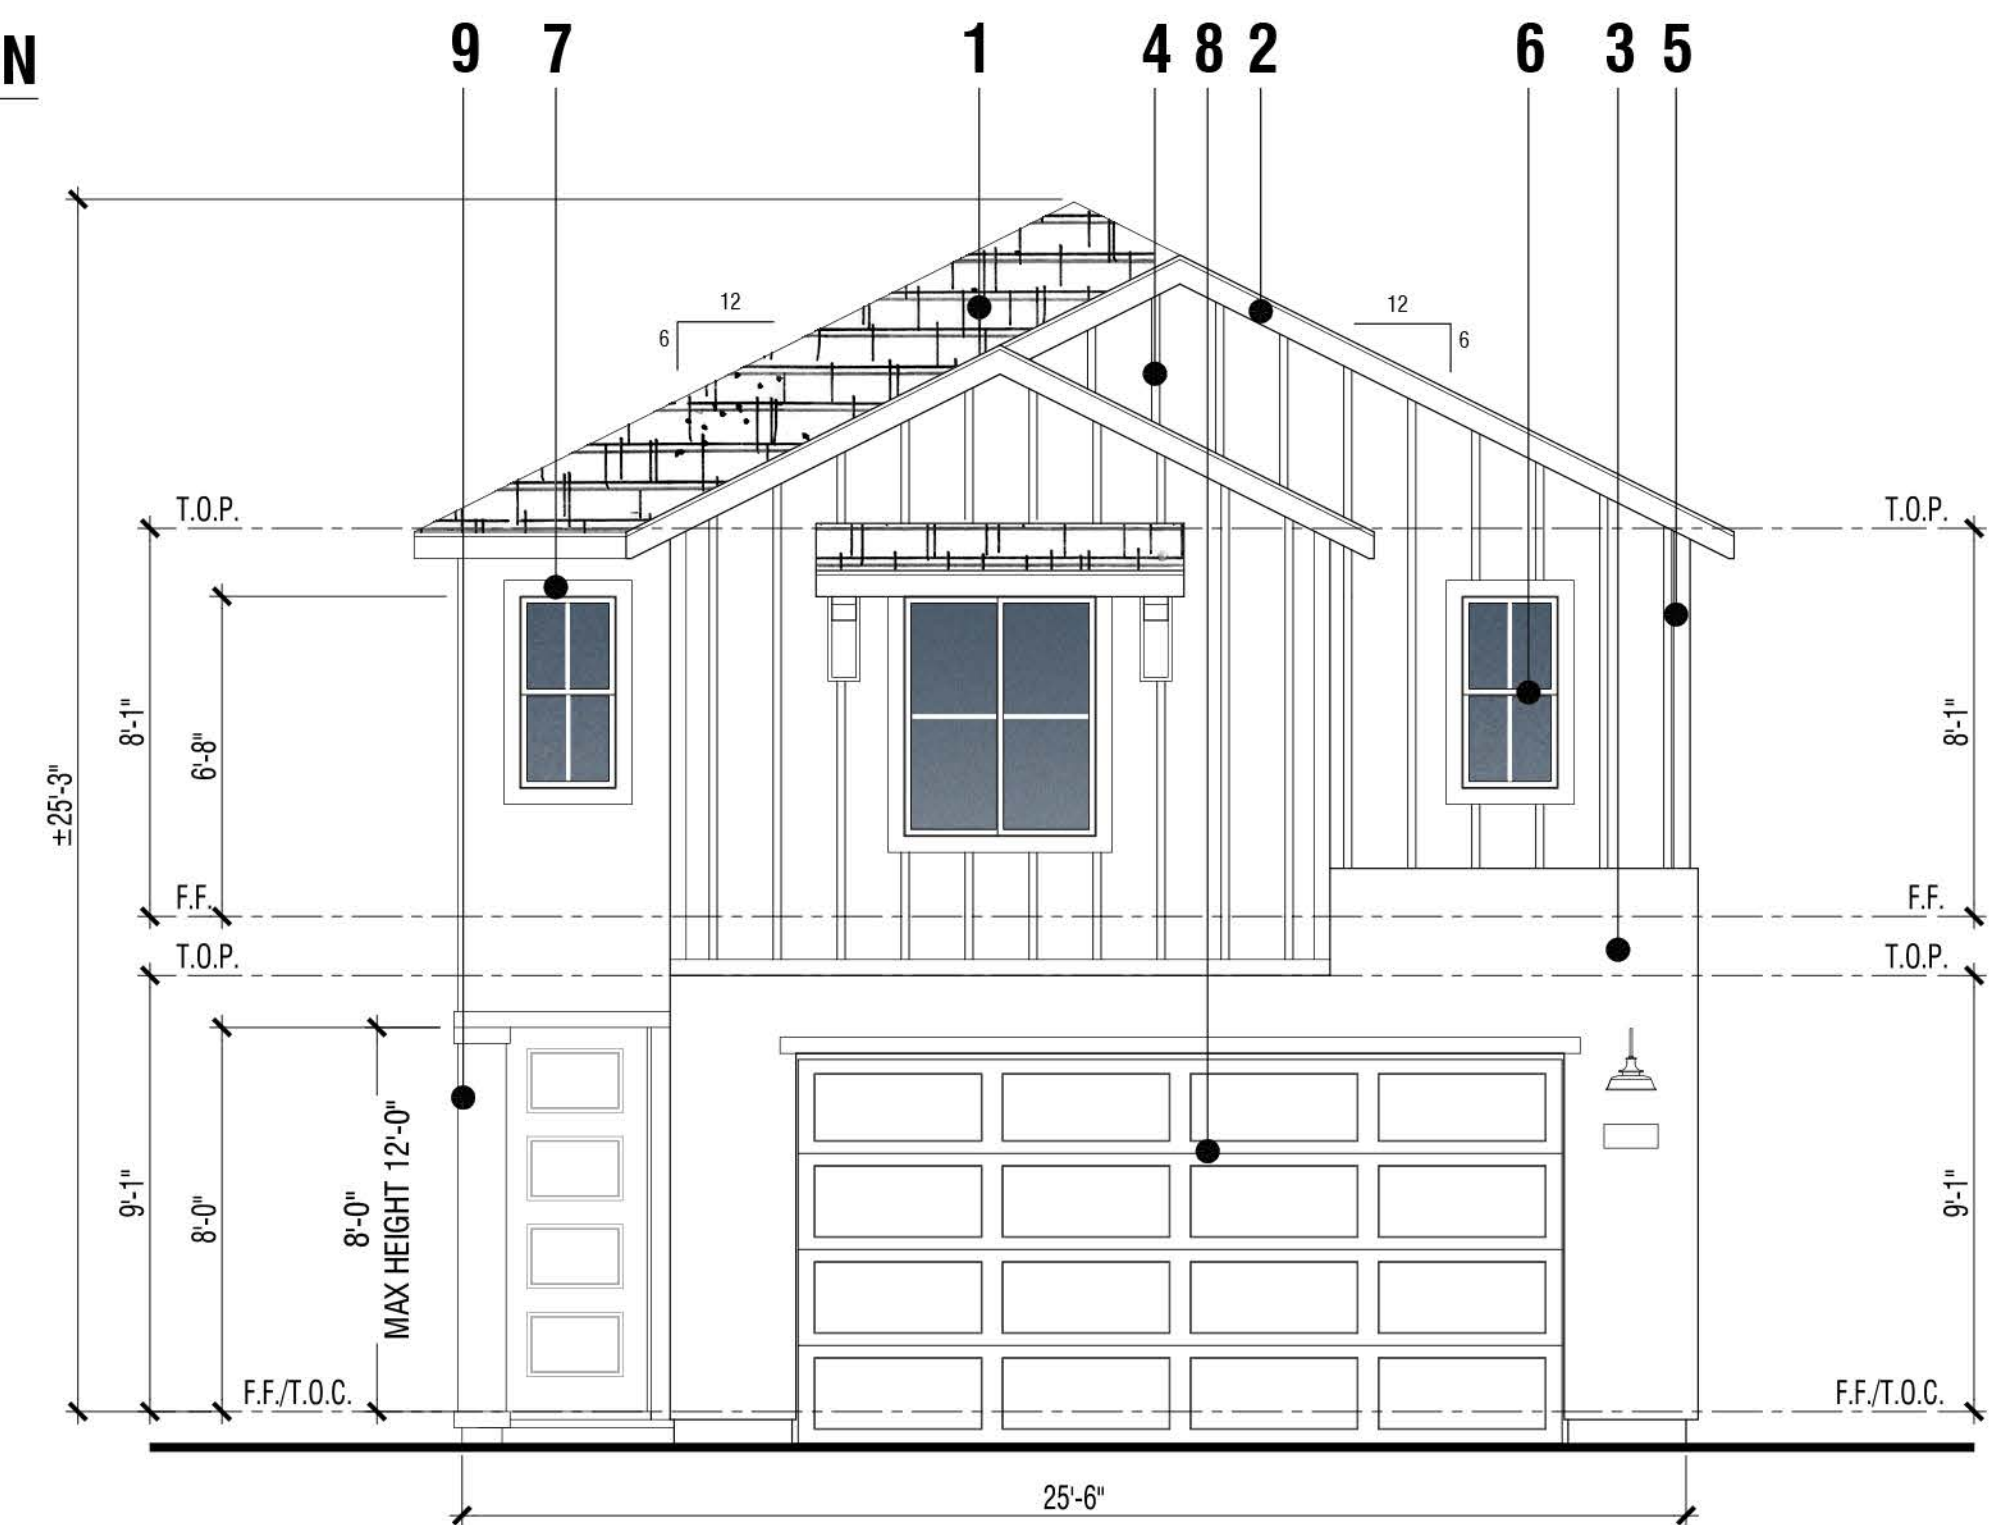 N
9 7 1 4 8 2 6 3 5
12
6
12
6
T.O.P.
T.O.P.
8'-1"
6'-8"
±25'-3"
8'-1"
F.F.
F.F.
T.O.P.
T.O.P.
9'-1"
8'-0"
8'-0"
MAX HEIGHT 12'-0"
9'-1"
F.F./T.O.C.
F.F./T.O.C.
25'-6"